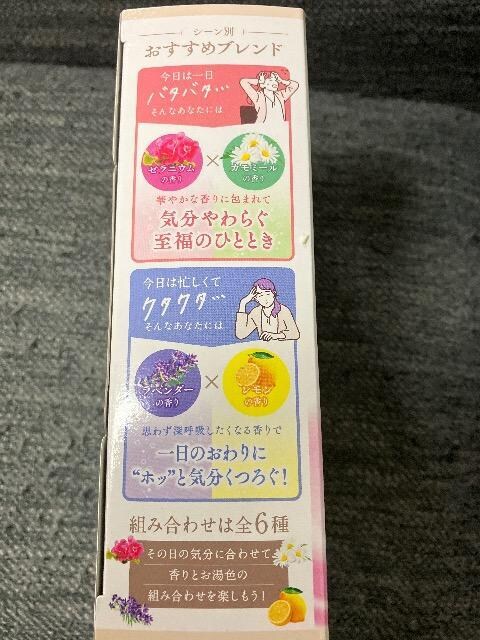 シーン別
おすすめブレンド
今日は一日
バタバタ…
そんなあなたには
ゼラニウム
の香り
×
カモミール
の香り
華やかな香りに包まれて
気分やわらぐ
至福のひととき
今日は忙しくて
クタクタ…
そんなあなたには
ラベンダー
の香り
×
レモン
の香り
思わず深呼吸したくなる香りで
一日のおわりに
“ホッ”と気分くつろぐ!
組み合わせは全6種
その日の気分に合わせて
香りとお湯色の
組み合わせを楽しもう!